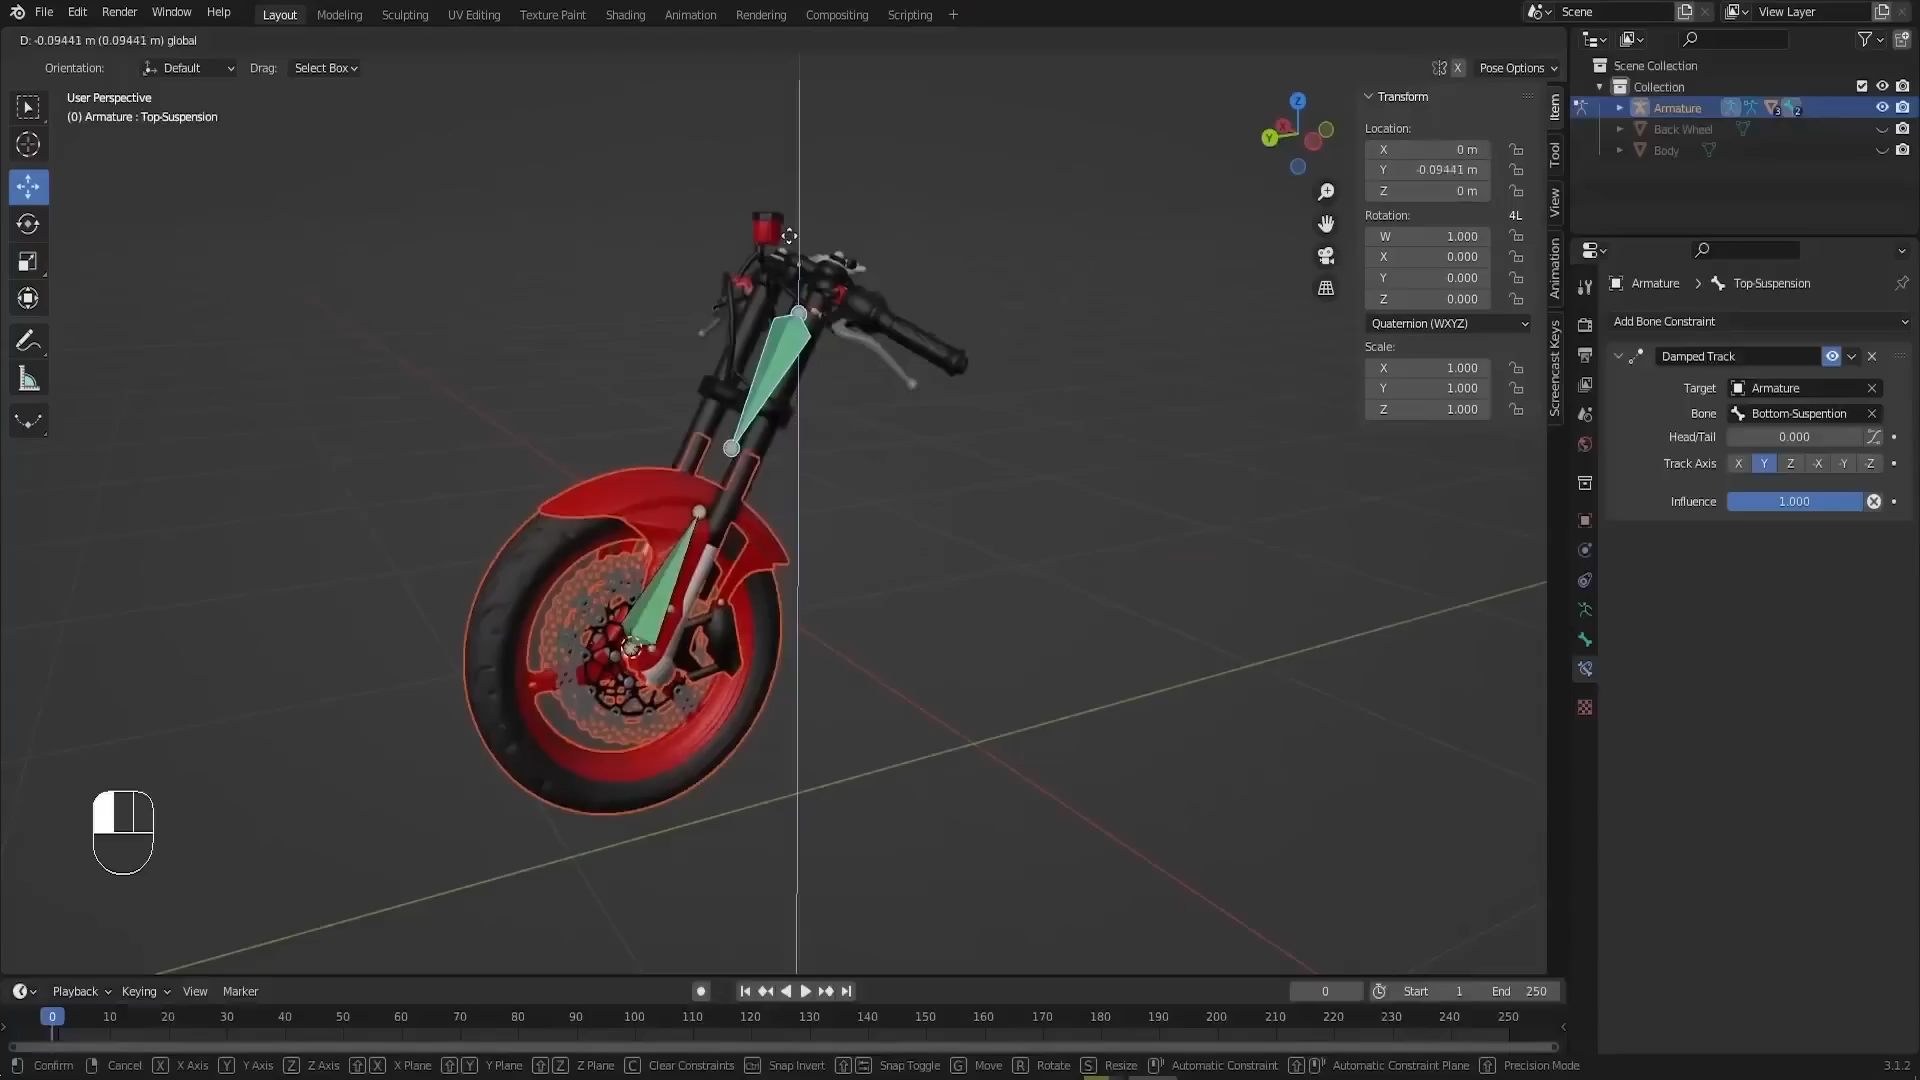 File Edit Render Window Help
Layout Modeling Sculpting UV Editing Texture Paint Shading Animation Rendering Compositing Scripting +
Scene
View Layer
D: -0.09441 m (0.09441 m) global
Orientation: Default Drag: Select Box
X Pose Options
User Perspective
(0) Armature : Top-Suspension
Z
X
Y
Transform
Location:
X 0 m
Y -0.09441 m
Z 0 m
Rotation: 4L
W 1.000
X 0.000
Y 0.000
Z 0.000
Quaternion (WXYZ)
Scale:
X 1.000
Y 1.000
Z 1.000
Item
Tool
View
Animation
Screencast Keys
Scene Collection
Collection
Armature 3 2
Back Wheel
Body
Armature > Top-Suspension
Add Bone Constraint
Damped Track
Target Armature
Bone Bottom-Suspention
Head/Tail 0.000
Track Axis X Y Z -X -Y -Z
Influence 1.000
Playback Keying View Marker
0 Start 1 End 250
0 10 20 30 40 50 60 70 80 90 100 110 120 130 140 150 160 170 180 190 200 210 220 230 240 250
Confirm Cancel X X Axis Y Y Axis Z Z Axis X X Plane Y Y Plane Z Z Plane C Clear Constraints Ctrl Snap Invert Snap Toggle G Move R Rotate S Resize Automatic Constraint Automatic Constraint Plane Precision Mode 3.1.2